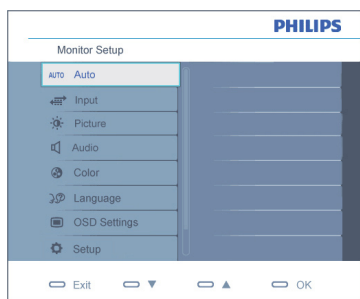 PHILIPS
Monitor Setup
AUTO Auto
Input
Picture
Audio
Color
Language
OSD Settings
Setup
Exit ▼ ▲ OK